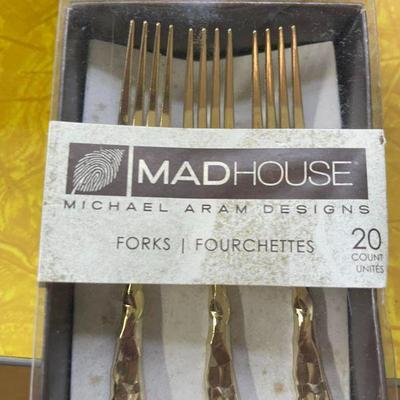 MADHOUSE
MICHAEL ARAM DESIGNS
FORKS | FOURCHETTES
20
COUNT
UNITÉS